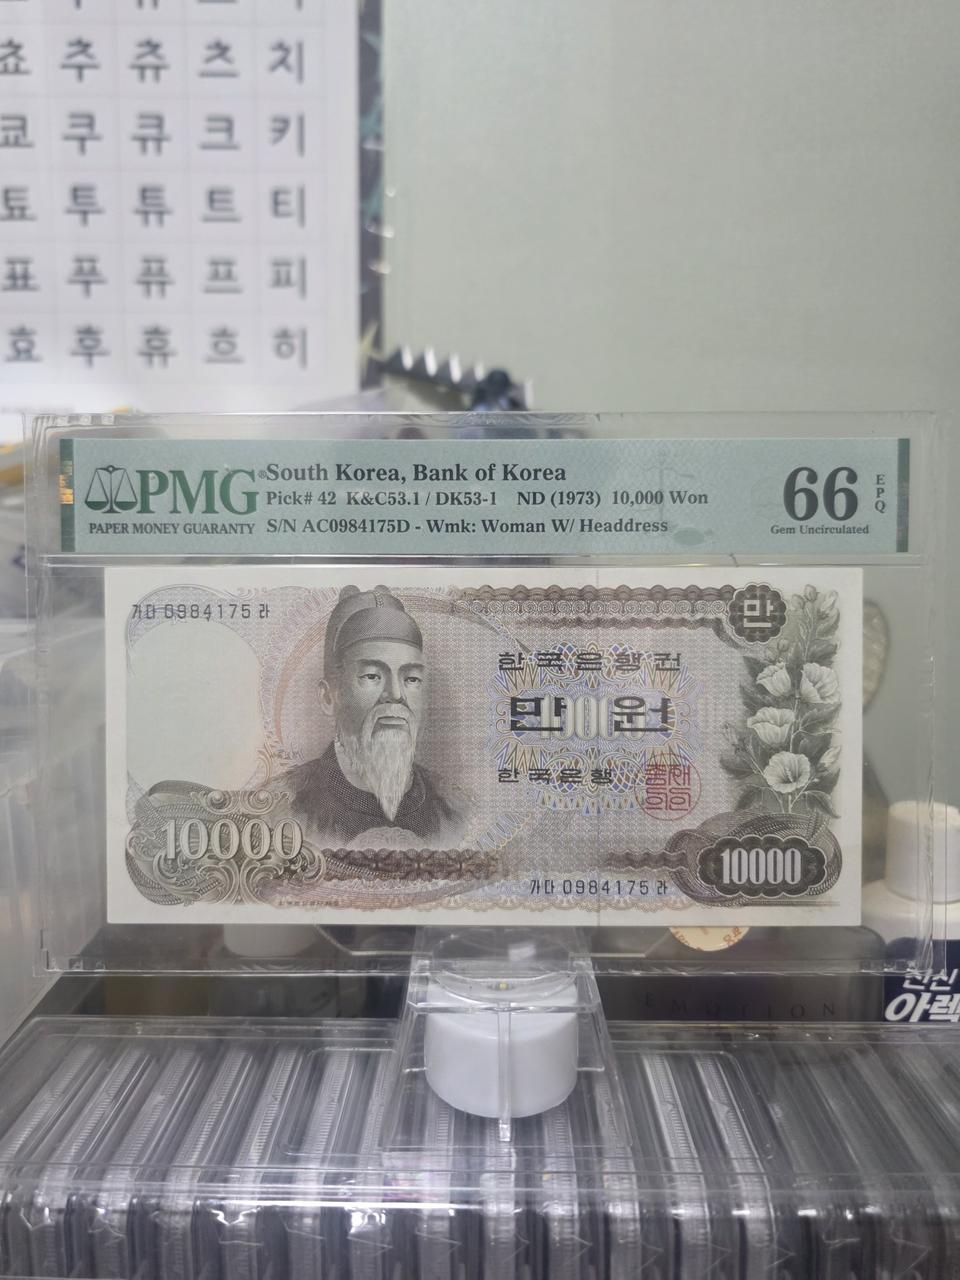 쵸 추 츄 츠 치
쿄 쿠 큐 크 키
툐 투 튜 트 티
표 푸 퓨 프 피
효 후 휴 흐 히
PMG®
PAPER MONEY GUARANTY
South Korea, Bank of Korea
Pick# 42 K&C53.1 / DK53-1 ND (1973) 10,000 Won
S/N AC0984175D - Wmk: Woman W/ Headdress
66
EPQ
Gem Uncirculated
가다 0984175 라
만
한국은행권
10000
만 원
한국은행
10000
10000
가다 0984175 라
EMOTION